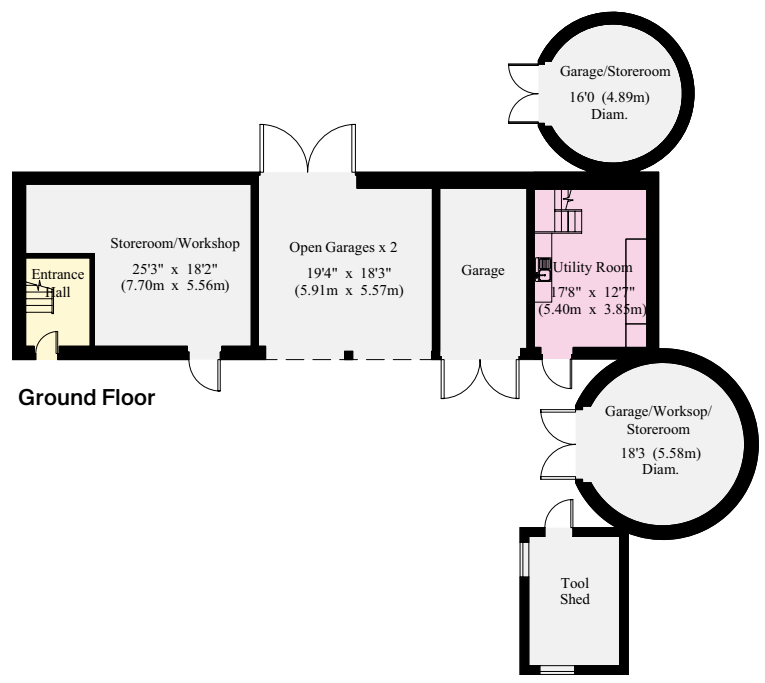 Garage/Storeroom
16'0 (4.89m)
Diam.
Storeroom/Workshop
25'3" x 18'2"
(7.70m x 5.56m)
Entrance
Hall
Open Garages x 2
19'4" x 18'3"
(5.91m x 5.57m)
Garage
Utility Room
17'8" x 12'7"
(5.40m x 3.85m)
Ground Floor
Garage/Worksop/
Storeroom
18'3 (5.58m)
Diam.
Tool
Shed